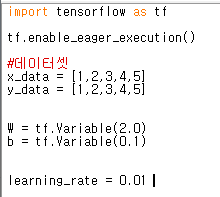 import tensorflow as tf
tf.enable_eager_execution()
#데이터셋
x_data = [1,2,3,4,5]
y_data = [1,2,3,4,5]
W = tf.Variable(2.0)
b = tf.Variable(0.1)
learning_rate = 0.01